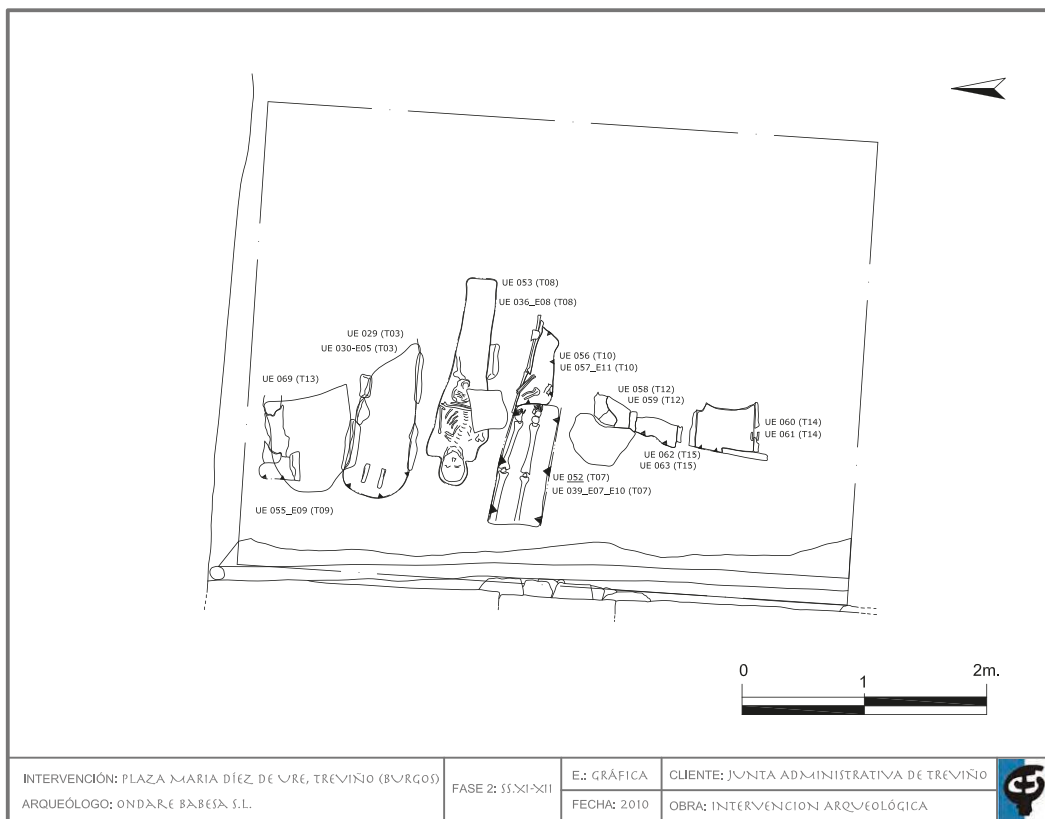 UE 053 (T08)
UE 036_E08 (T08)
UE 029 (T03)
UE 030-E05 (T03)
UE 056 (T10)
UE 057_E11 (T10)
UE 069 (T13)
UE 058 (T12)
UE 059 (T12)
UE 060 (T14)
UE 061 (T14)
UE 062 (T15)
UE 063 (T15)
UE 052 (T07)
UE 039_E07_E10 (T07)
UE 055_E09 (T09)
0
1
2m.
INTERVENCIÓN: PLAZA MARIA DÍEZ DE URE, TREVIÑO (BURGOS)
ARQUEÓLOGO: ONDARE BABESA S.L.
FASE 2: SS.XI-XII
E.: GRÁFICA
FECHA: 2010
CLIENTE: JUNTA ADMINISTRATIVA DE TREVIÑO
OBRA: INTERVENCION ARQUEOLÓGICA